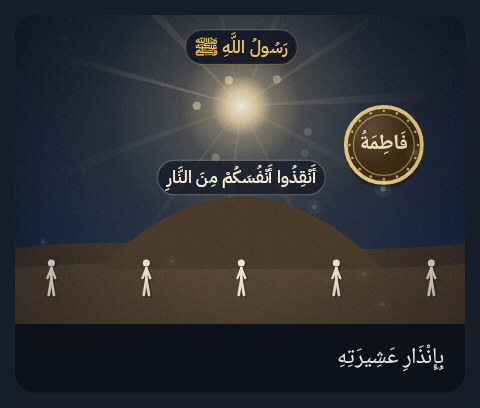 رَسُولُ اللَّهِ ﷺ
فَاطِمَةُ
أَنْقِذُوا أَنْفُسَكُمْ مِنَ النَّارِ
بِإِنْذَارِ عَشِيرَتِهِ